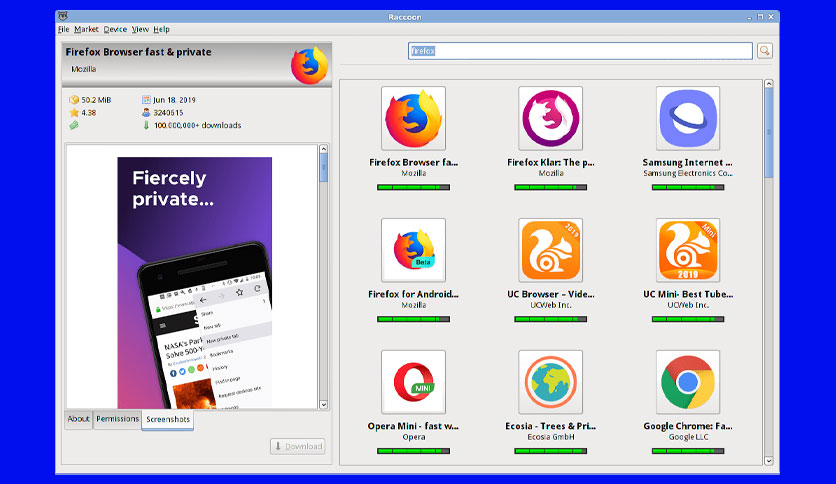 Raccoon
File Market Device View Help
Firefox Browser fast & private
Mozilla
50.2 MiB
Jun 18, 2019
4.38
3240615
100,000,000+ downloads
Fiercely
private...
Share
New tab
New private tab
Bookmarks
History
Find in page
Request desktop site
NASA's Par
Solve 500-Y
About Permissions Screenshots
Download
firefox
Firefox Browser fa...
Mozilla
Firefox Klar: The p...
Mozilla
Samsung Internet ...
Samsung Electronics Co...
Beta
Firefox for Android...
Mozilla
2019
UC Browser – Vide...
UCWeb Inc.
Mini
2019
UC Mini- Best Tube...
UCWeb Inc.
MINI
Opera Mini - fast w...
Opera
Ecosia - Trees & Pri...
Ecosia GmbH
Google Chrome: Fa...
Google LLC